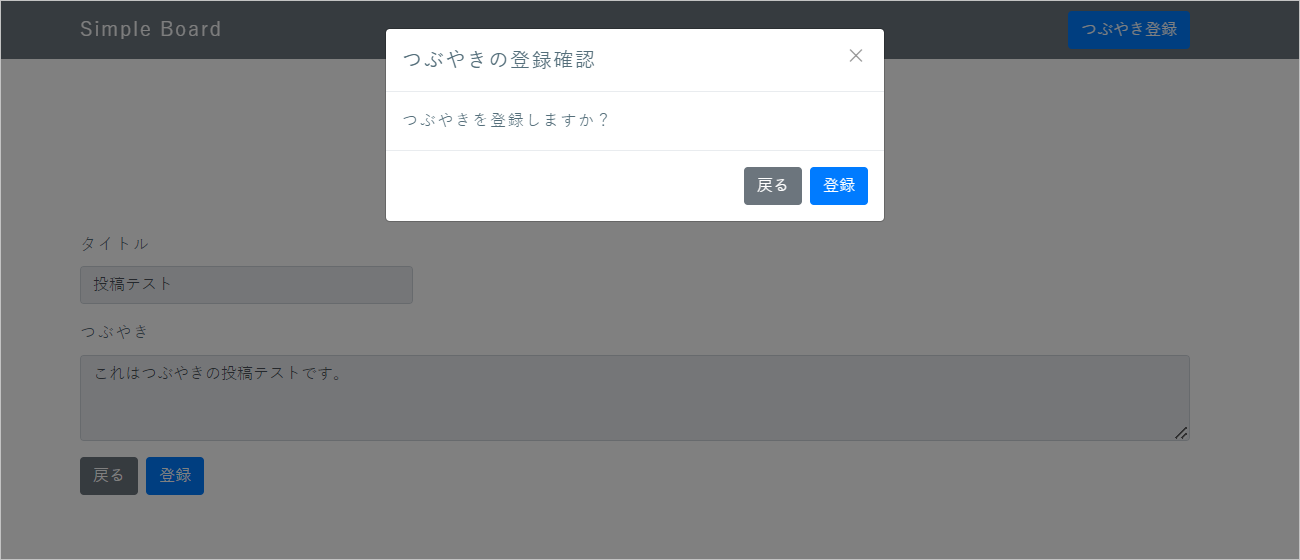 Simple Board
つぶやき登録
つぶやきの登録確認
つぶやきを登録しますか？
戻る
登録
タイトル
投稿テスト
つぶやき
これはつぶやきの投稿テストです。
戻る
登録